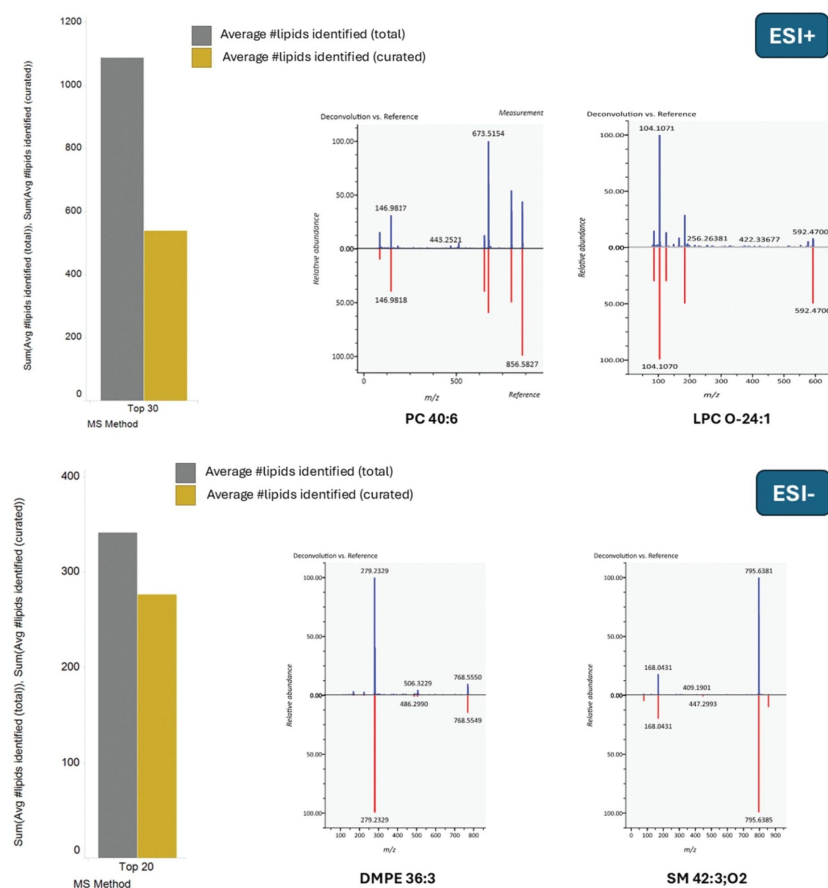 ESI+
Average #lipids identified (total)
Average #lipids identified (curated)
Sum(Avg #lipids identified (total)), Sum(Avg #lipids identified (curated))
1200
1000
800
600
400
200
0
Top 30
MS Method
Deconvolution vs. Reference
Measurement
Relative abundance
100.00
50.00
0.00
50.00
100.00
673.5154
146.9817
443.2521
146.9818
856.5827
0 500
m/z
Reference
PC 40:6
Deconvolution vs. Reference
Relative abundance
100.00
50.00
0.00
50.00
100.00
104.1071
256.26381
422.33677
592.4700
592.4700
104.1070
100 200 300 400 500 600
m/z
LPC O-24:1
ESI-
Average #lipids identified (total)
Average #lipids identified (curated)
Sum(Avg #lipids identified (total)), Sum(Avg #lipids identified (curated))
400
300
200
100
0
Top 20
MS Method
Deconvolution vs. Reference
Relative abundance
100.00
50.00
0.00
50.00
100.00
279.2329
506.3229
768.5550
486.2990
768.5549
279.2329
100 200 300 400 500 600 700 800
m/z
DMPE 36:3
Deconvolution vs. Reference
Relative abundance
100.00
50.00
0.00
50.00
100.00
795.6381
168.0431
409.1901
447.2993
168.0431
795.6385
0 100 200 300 400 500 600 700 800 900
m/z
SM 42:3;O2